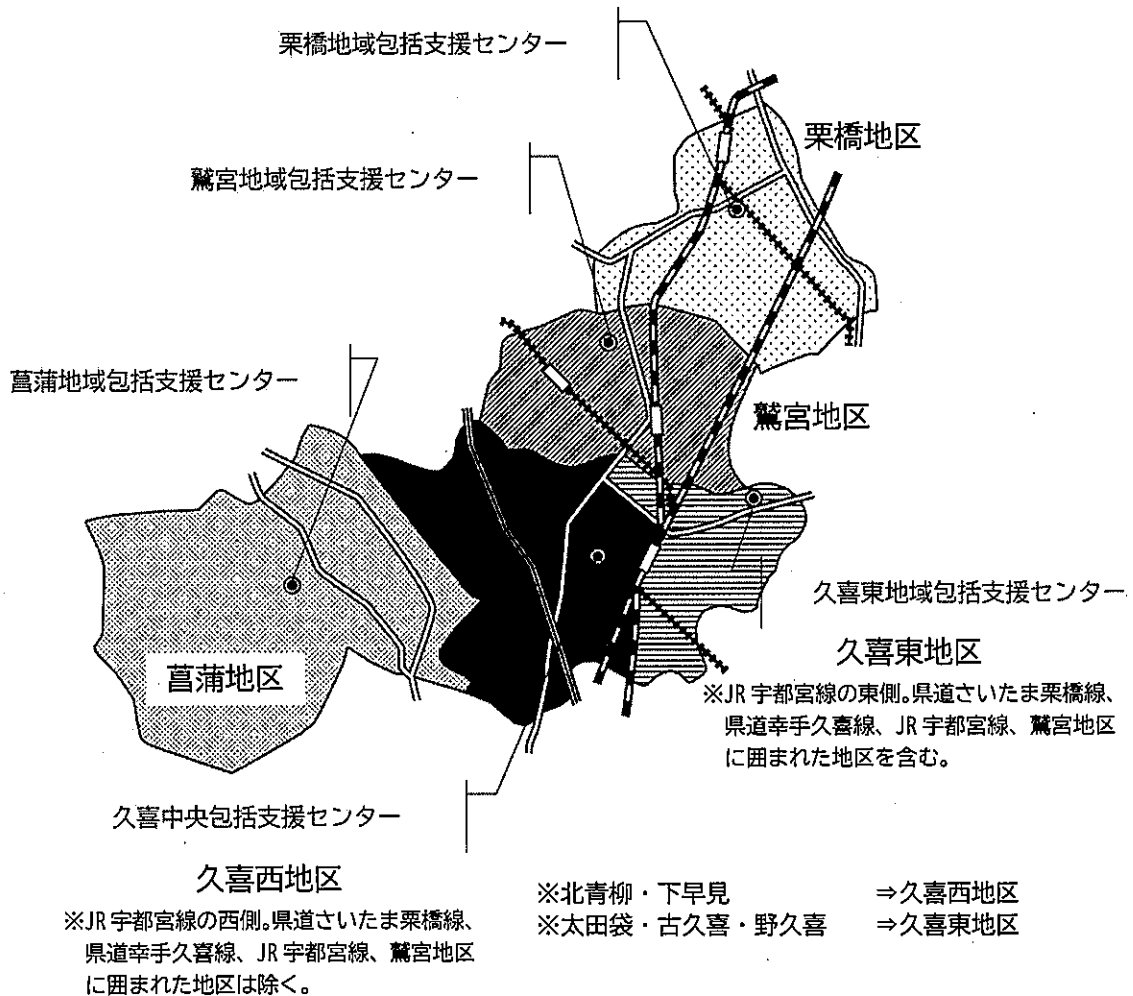 栗橋地域包括支援センター
栗橋地区
鷲宮地域包括支援センター
菖蒲地域包括支援センター
鷲宮地区
久喜東地域包括支援センター
久喜東地区
※JR宇都宮線の東側。県道さいたま栗橋線、
県道幸手久喜線、JR宇都宮線、鷲宮地区
に囲まれた地区を含む。
菖蒲地区
久喜中央包括支援センター
久喜西地区
※JR宇都宮線の西側。県道さいたま栗橋線、
県道幸手久喜線、JR宇都宮線、鷲宮地区
に囲まれた地区は除く。
※北青柳・下早見 ⇒久喜西地区
※太田袋・古久喜・野久喜 ⇒久喜東地区